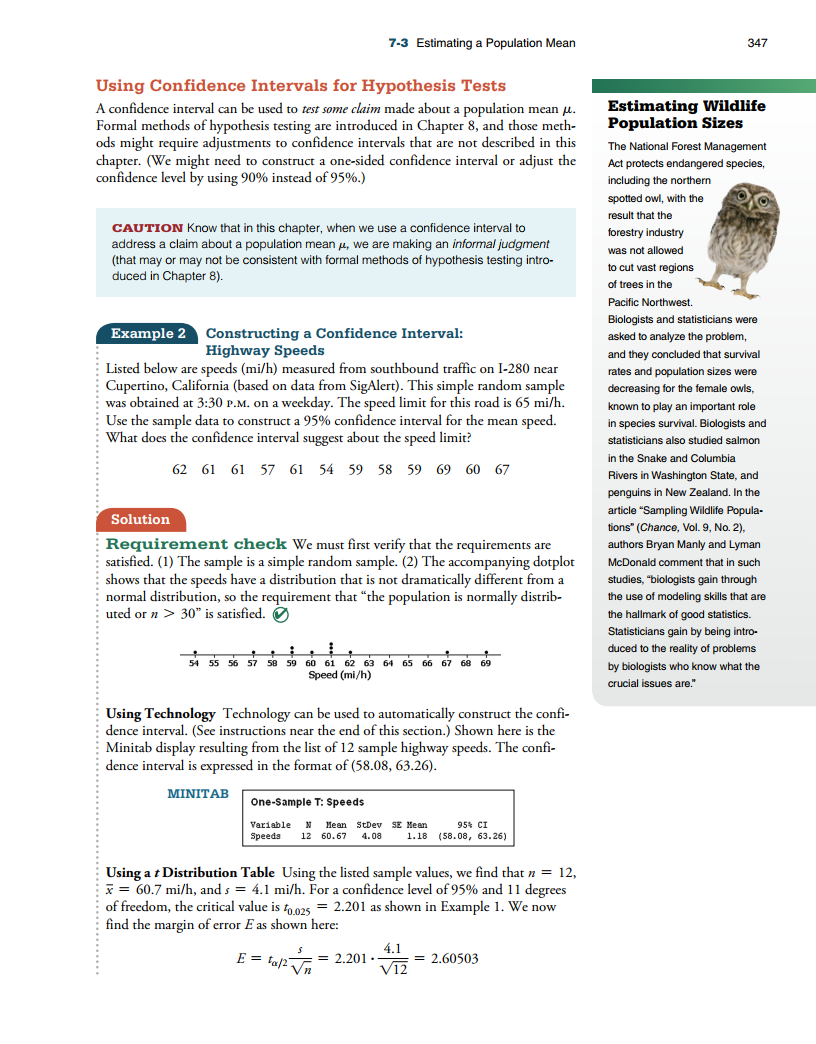 7-3 Estimating a Population Mean 347
Using Confidence Intervals for Hypothesis Tests
A confidence interval can be used to test some claim made about a population mean μ.
Formal methods of hypothesis testing are introduced in Chapter 8, and those meth-
ods might require adjustments to confidence intervals that are not described in this
chapter. (We might need to construct a one-sided confidence interval or adjust the
confidence level by using 90% instead of 95%.)
CAUTION Know that in this chapter, when we use a confidence interval to
address a claim about a population mean μ, we are making an informal judgment
(that may or may not be consistent with formal methods of hypothesis testing intro-
duced in Chapter 8).
Example 2 Constructing a Confidence Interval:
Highway Speeds
Listed below are speeds (mi/h) measured from southbound traffic on I-280 near
Cupertino, California (based on data from SigAlert). This simple random sample
was obtained at 3:30 P.M. on a weekday. The speed limit for this road is 65 mi/h.
Use the sample data to construct a 95% confidence interval for the mean speed.
What does the confidence interval suggest about the speed limit?
62 61 61 57 61 54 59 58 59 69 60 67
Solution
Requirement check We must first verify that the requirements are
satisfied. (1) The sample is a simple random sample. (2) The accompanying dotplot
shows that the speeds have a distribution that is not dramatically different from a
normal distribution, so the requirement that “the population is normally distrib-
uted or n > 30” is satisfied.
54 55 56 57 58 59 60 61 62 63 64 65 66 67 68 69
Speed (mi/h)
Using Technology Technology can be used to automatically construct the confi-
dence interval. (See instructions near the end of this section.) Shown here is the
Minitab display resulting from the list of 12 sample highway speeds. The confi-
dence interval is expressed in the format of (58.08, 63.26).
MINITAB
One-Sample T: Speeds
Variable N Mean StDev SE Mean 95% CI
Speeds 12 60.67 4.08 1.18 (58.08, 63.26)
Using a t Distribution Table Using the listed sample values, we find that n = 12,
x̄ = 60.7 mi/h, and s = 4.1 mi/h. For a confidence level of 95% and 11 degrees
of freedom, the critical value is t0.025 = 2.201 as shown in Example 1. We now
find the margin of error E as shown here:
E = tα/2 s/√n = 2.201 · 4.1/√12 = 2.60503
Estimating Wildlife
Population Sizes
The National Forest Management
Act protects endangered species,
including the northern
spotted owl, with the
result that the
forestry industry
was not allowed
to cut vast regions
of trees in the
Pacific Northwest.
Biologists and statisticians were
asked to analyze the problem,
and they concluded that survival
rates and population sizes were
decreasing for the female owls,
known to play an important role
in species survival. Biologists and
statisticians also studied salmon
in the Snake and Columbia
Rivers in Washington State, and
penguins in New Zealand. In the
article “Sampling Wildlife Popula-
tions” (Chance, Vol. 9, No. 2),
authors Bryan Manly and Lyman
McDonald comment that in such
studies, “biologists gain through
the use of modeling skills that are
the hallmark of good statistics.
Statisticians gain by being intro-
duced to the reality of problems
by biologists who know what the
crucial issues are.”